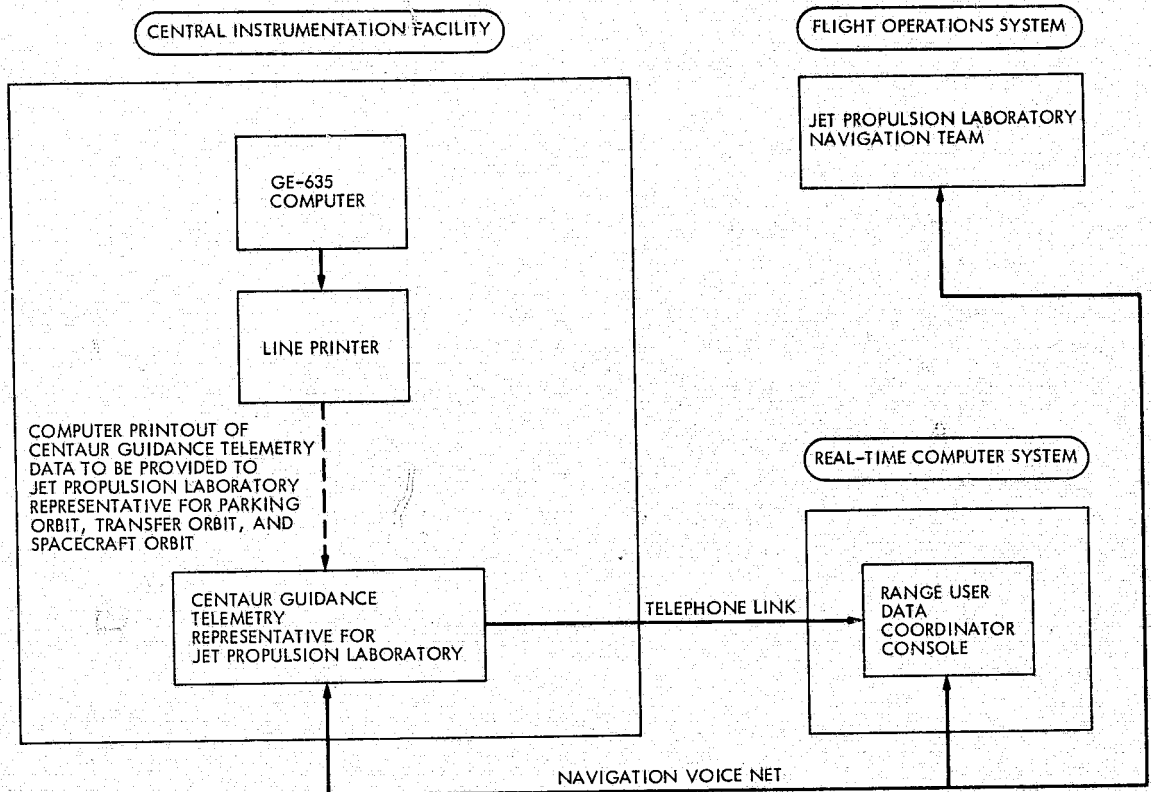 CENTRAL INSTRUMENTATION FACILITY
FLIGHT OPERATIONS SYSTEM
JET PROPULSION LABORATORY
NAVIGATION TEAM
GE-635
COMPUTER
LINE PRINTER
COMPUTER PRINTOUT OF
CENTAUR GUIDANCE TELEMETRY
DATA TO BE PROVIDED TO
JET PROPULSION LABORATORY
REPRESENTATIVE FOR PARKING
ORBIT, TRANSFER ORBIT, AND
SPACECRAFT ORBIT
REAL-TIME COMPUTER SYSTEM
CENTAUR GUIDANCE
TELEMETRY
REPRESENTATIVE FOR
JET PROPULSION LABORATORY
TELEPHONE LINK
RANGE USER
DATA
COORDINATOR
CONSOLE
NAVIGATION VOICE NET